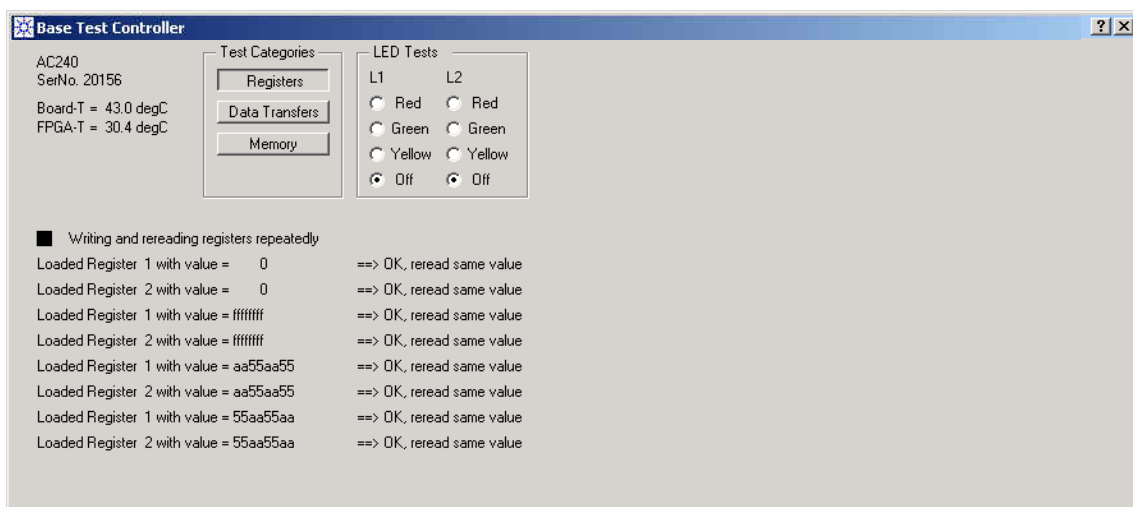 Base Test Controller
AC240
SerNo. 20156
Board-T = 43.0 degC
FPGA-T = 30.4 degC
Test Categories
Registers
Data Transfers
Memory
LED Tests
L1 L2
Red Red
Green Green
Yellow Yellow
Off Off
Writing and rereading registers repeatedly
Loaded Register 1 with value = 0 ==> OK, reread same value
Loaded Register 2 with value = 0 ==> OK, reread same value
Loaded Register 1 with value = ffffffff ==> OK, reread same value
Loaded Register 2 with value = ffffffff ==> OK, reread same value
Loaded Register 1 with value = aa55aa55 ==> OK, reread same value
Loaded Register 2 with value = aa55aa55 ==> OK, reread same value
Loaded Register 1 with value = 55aa55aa ==> OK, reread same value
Loaded Register 2 with value = 55aa55aa ==> OK, reread same value